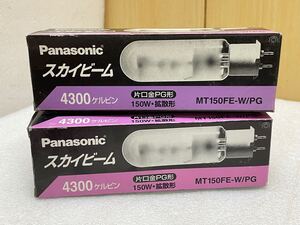 Panasonic
スカイビーム
4300ケルビン
片口金PG形
150W・拡散形
MT150FE-W/PG
Panasonic
スカイビーム
4300ケルビン
片口金PG形
150W・拡散形
MT150FE-W/PG